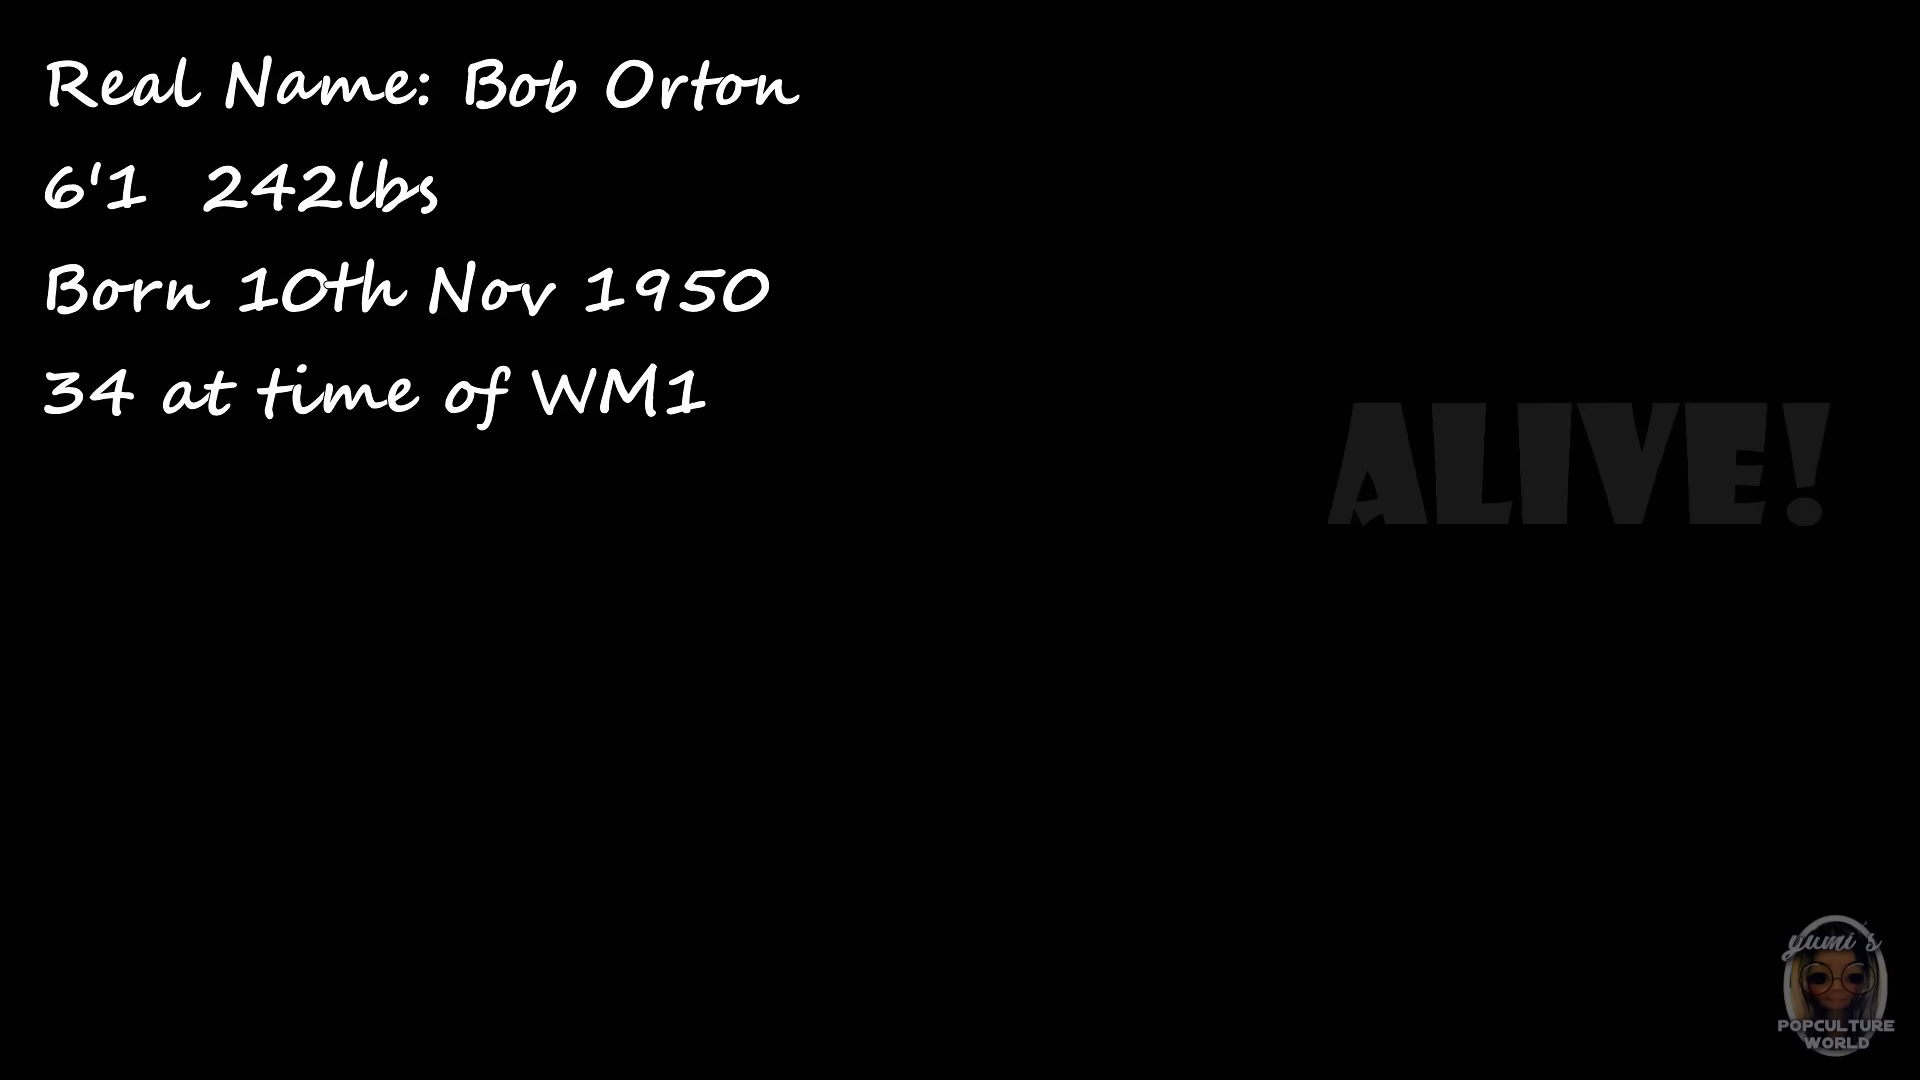 Real Name: Bob Orton
6'1 242lbs
Born 10th Nov 1950
34 at time of WM1
ALIVE!
yumi's
POPCULTURE
WORLD